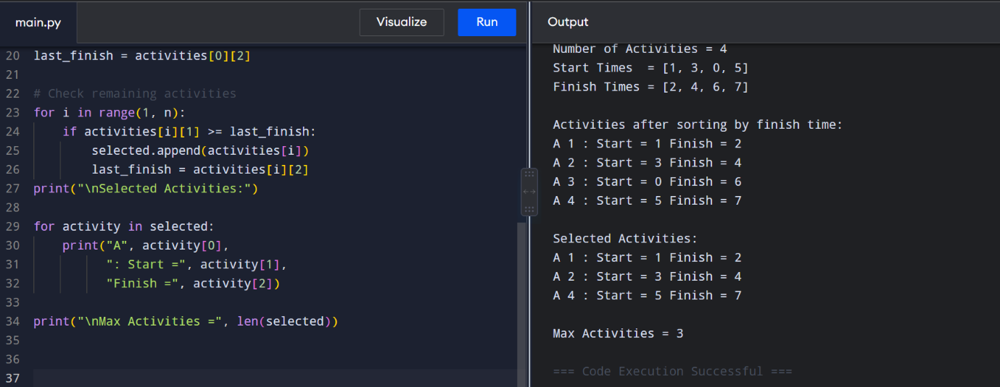 main.py
Visualize
Run
20 last_finish = activities[0][2]
21
22 # Check remaining activities
23 for i in range(1, n):
24     if activities[i][1] >= last_finish:
25         selected.append(activities[i])
26         last_finish = activities[i][2]
27 print("\nSelected Activities:")
28
29 for activity in selected:
30     print("A", activity[0],
31           ": Start =", activity[1],
32           "Finish =", activity[2])
33
34 print("\nMax Activities =", len(selected))
35
36
37
Output
Number of Activities = 4
Start Times  = [1, 3, 0, 5]
Finish Times = [2, 4, 6, 7]

Activities after sorting by finish time:
A 1 : Start = 1 Finish = 2
A 2 : Start = 3 Finish = 4
A 3 : Start = 0 Finish = 6
A 4 : Start = 5 Finish = 7

Selected Activities:
A 1 : Start = 1 Finish = 2
A 2 : Start = 3 Finish = 4
A 4 : Start = 5 Finish = 7

Max Activities = 3

=== Code Execution Successful ===